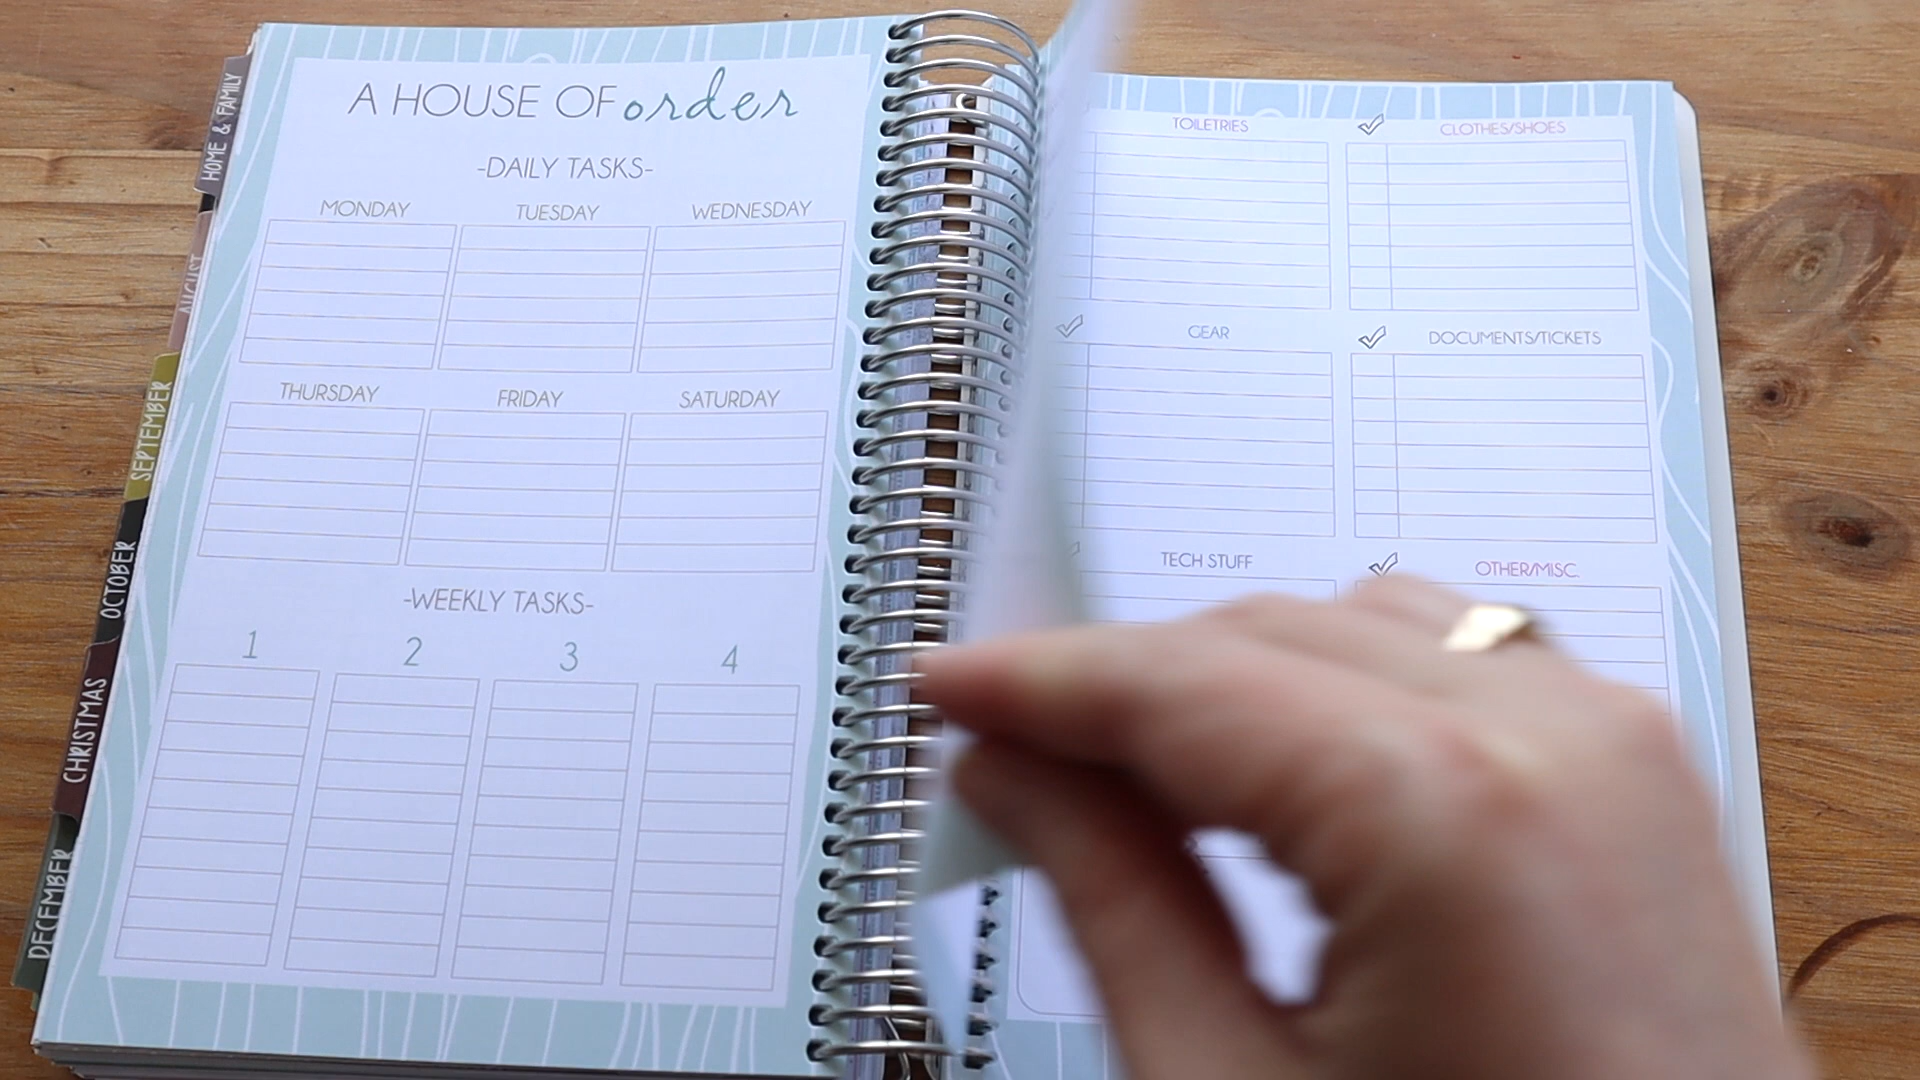 A HOUSE OF order
-DAILY TASKS-
MONDAY TUESDAY WEDNESDAY
THURSDAY FRIDAY SATURDAY
-WEEKLY TASKS-
1 2 3 4
HOME & FAMILY
AUGUST
SEPTEMBER
OCTOBER
CHRISTMAS
DECEMBER
TOILETRIES CLOTHES/SHOES
GEAR DOCUMENTS/TICKETS
TECH STUFF OTHER/MISC.